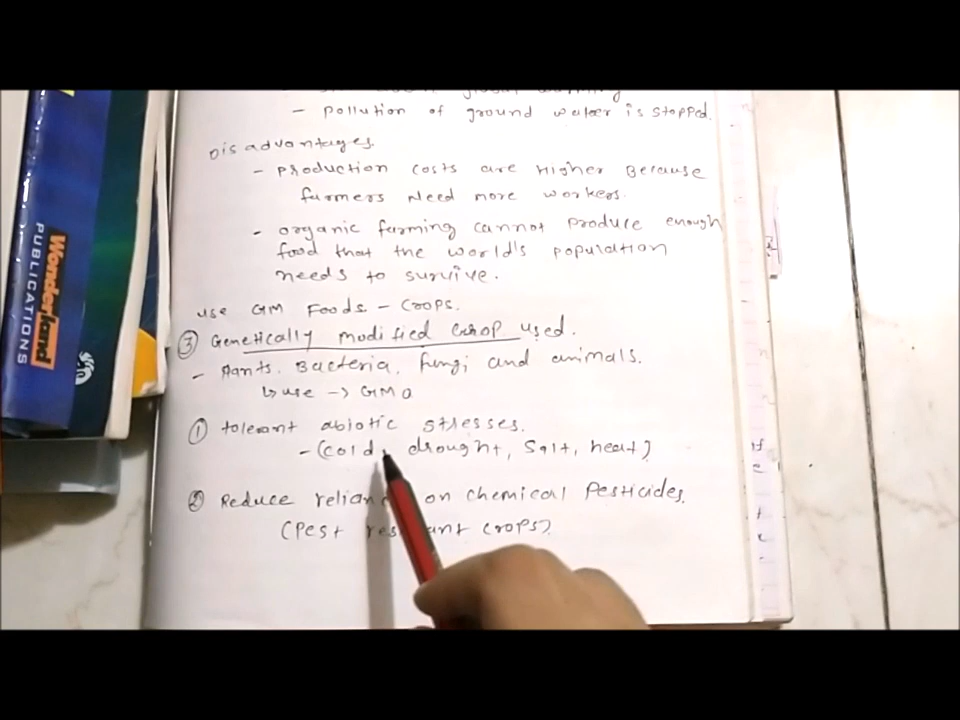 - Pollution of ground water is stopped.
Disadvantages.
- Production costs are Higher Because
farmers Need more workers.
- organic farming cannot produce enough
food that the world's population
needs to survive.
use GM Foods - Crops.
③ Genetically modified Crop used.
- Plants. Bacteria, fungi and animals.
↳ use → GMO
① tolerant abiotic stresses.
- (cold, drought, Salt, heat)
② Reduce on chemical Pesticides.
(Pest crops)
Wonderland
PUBLICATIONS